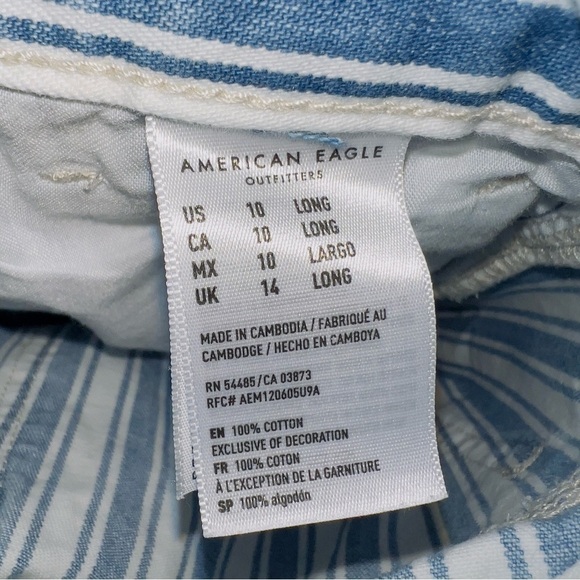 AMERICAN EAGLE
OUTFITTERS
US 10 LONG
CA 10 LONG
MX 10 LARGO
UK 14 LONG
MADE IN CAMBODIA / FABRIQUÉ AU
CAMBODGE / HECHO EN CAMBOYA
RN 54485 / CA 03873
RFC# AEM120605U9A
EN 100% COTTON
EXCLUSIVE OF DECORATION
FR 100% COTON
À L'EXCEPTION DE LA GARNITURE
SP 100% algodón